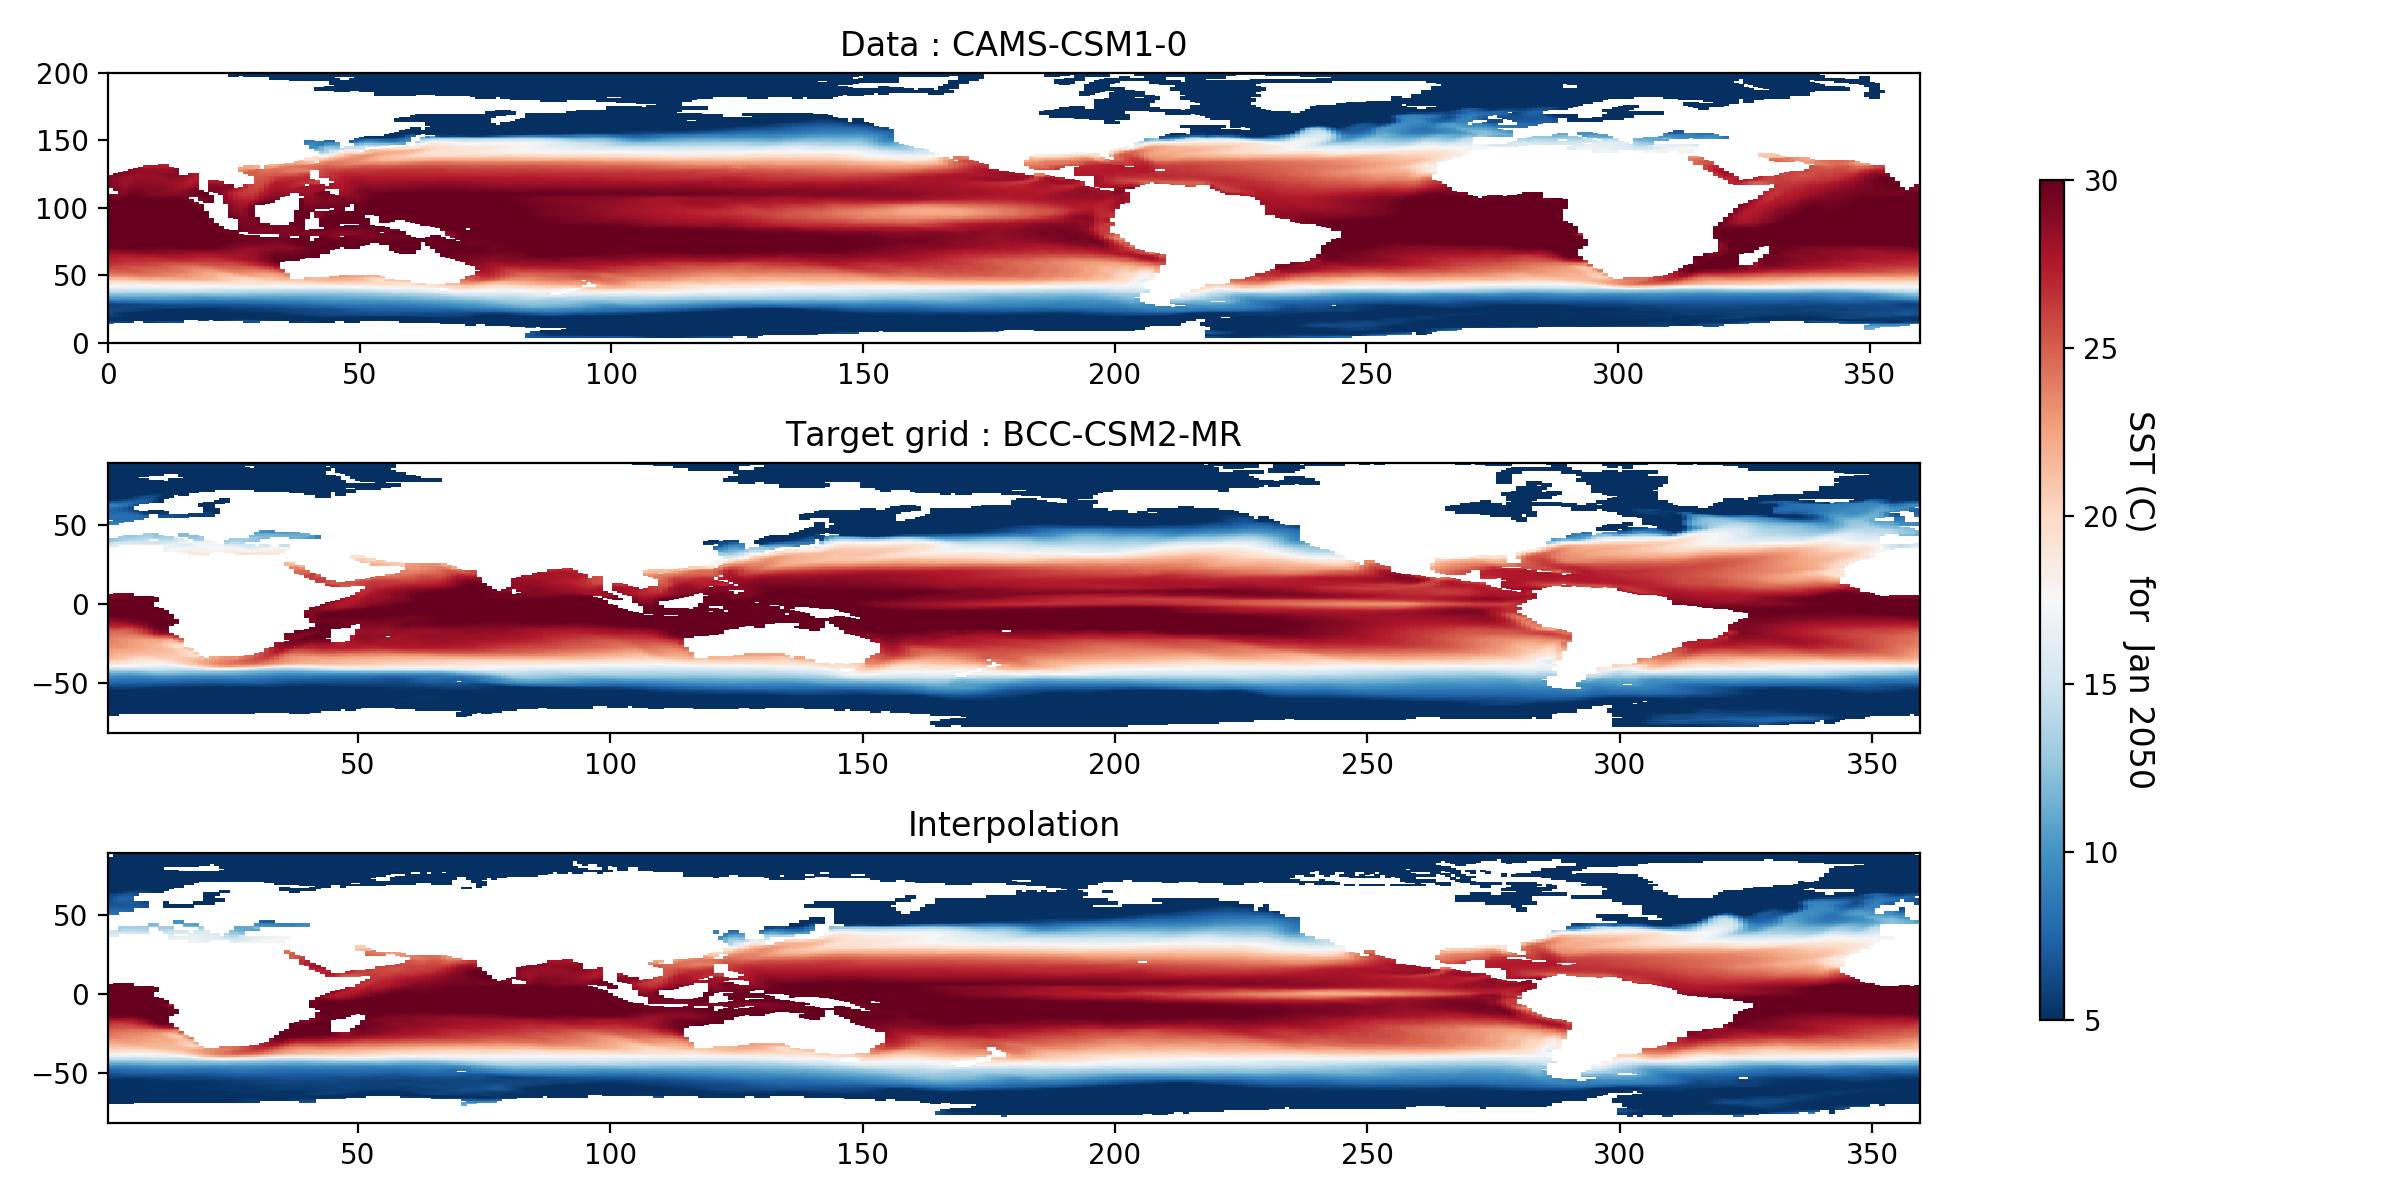 Data : CAMS-CSM1-0
200
150
100
50
0
0 50 100 150 200 250 300 350
Target grid : BCC-CSM2-MR
50
0
−50
50 100 150 200 250 300 350
Interpolation
50
0
−50
50 100 150 200 250 300 350
30
25
20
15
10
5
SST (C) for Jan 2050